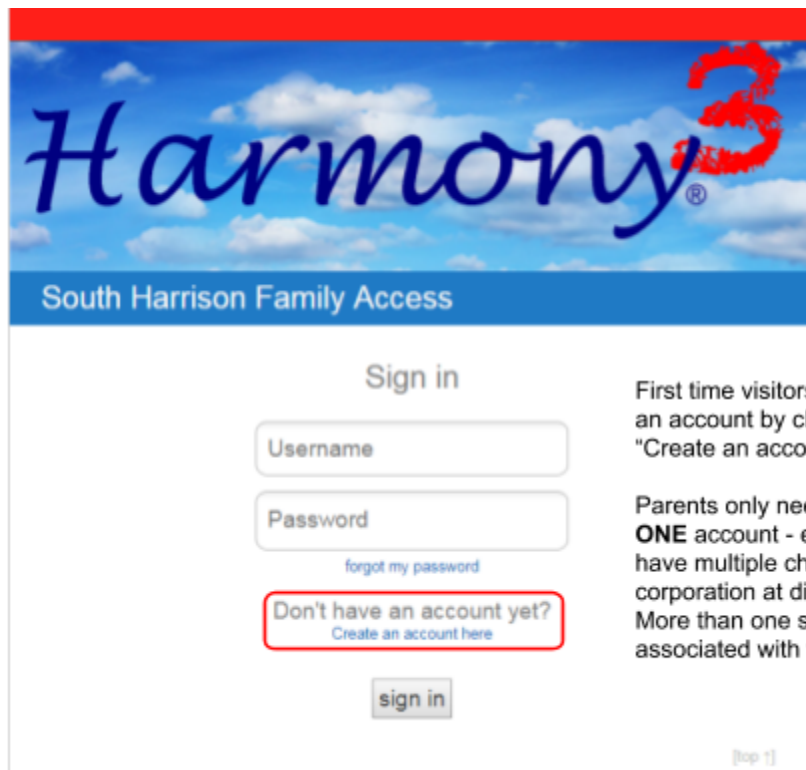 Harmony3®
South Harrison Family Access
Sign in
Username
Password
forgot my password
Don't have an account yet?
Create an account here
sign in
First time visitors
an account by cl
"Create an acco
Parents only nee
ONE account - e
have multiple ch
corporation at di
More than one s
associated with
[top ↑]